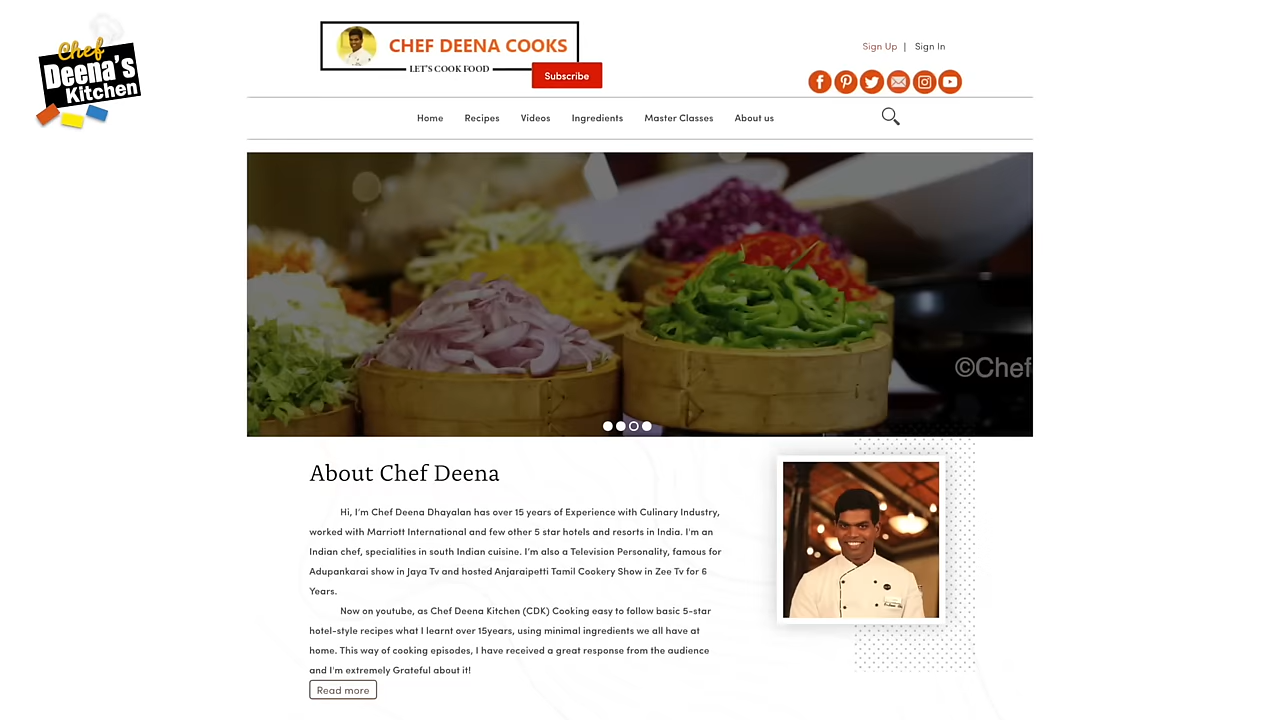 Chef
Deena's
Kitchen
CHEF DEENA COOKS
LET'S COOK FOOD
Subscribe
Sign Up | Sign In
Home Recipes Videos Ingredients Master Classes About us
©Chef
About Chef Deena
Hi, I'm Chef Deena Dhayalan has over 15 years of Experience with Culinary Industry,
worked with Marriott International and few other 5 star hotels and resorts in India. I'm an
Indian chef, specialities in south Indian cuisine. I'm also a Television Personality, famous for
Adupankarai show in Jaya Tv and hosted Anjaraipetti Tamil Cookery Show in Zee Tv for 6
Years.
Now on youtube, as Chef Deena Kitchen (CDK) Cooking easy to follow basic 5-star
hotel-style recipes what I learnt over 15years, using minimal ingredients we all have at
home. This way of cooking episodes, I have received a great response from the audience
and I'm extremely Grateful about it!
Read more